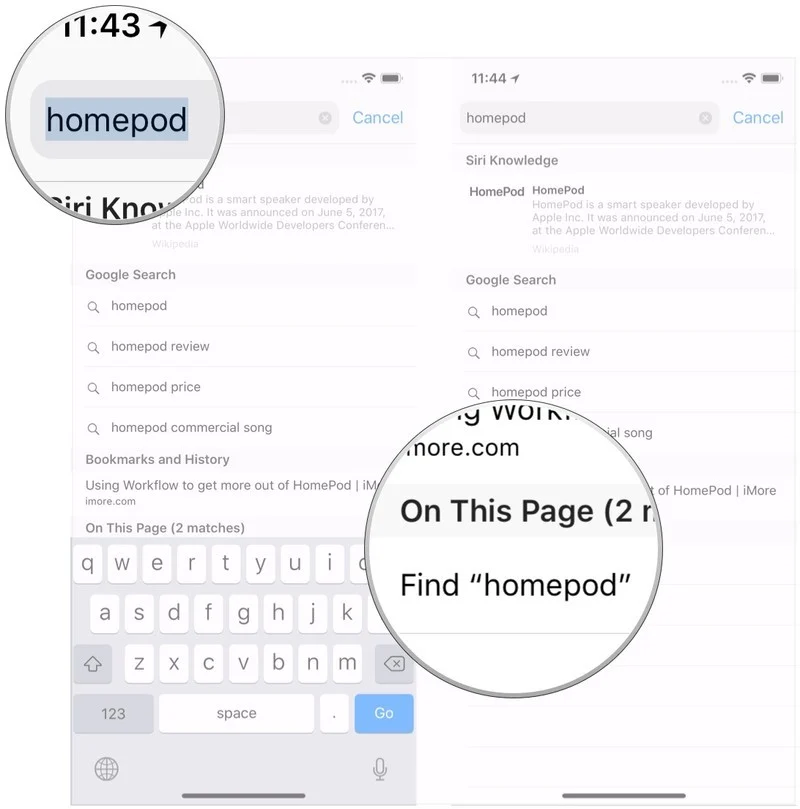 11:43
homepod
Cancel
Siri Know
d
Pod is a smart speaker developed by
Apple Inc. It was announced on June 5, 2017,
at the Apple Worldwide Developers Conferen...
Wikipedia
Google Search
homepod
homepod review
homepod price
homepod commercial song
Bookmarks and History
Using Workflow to get more out of HomePod | iM
imore.com
On This Page (2 matches)
q w e r t y u i
a s d f g h j k
z x c v b n m
123 space . Go
11:44
homepod
Cancel
Siri Knowledge
HomePod
HomePod
HomePod is a smart speaker developed by
Apple Inc. It was announced on June 5, 2017,
at the Apple Worldwide Developers Conferen...
Wikipedia
Google Search
homepod
homepod review
homepod price
ial song
t of HomePod | iMore
ng Workf
more.com
On This Page (2 m
Find “homepod”